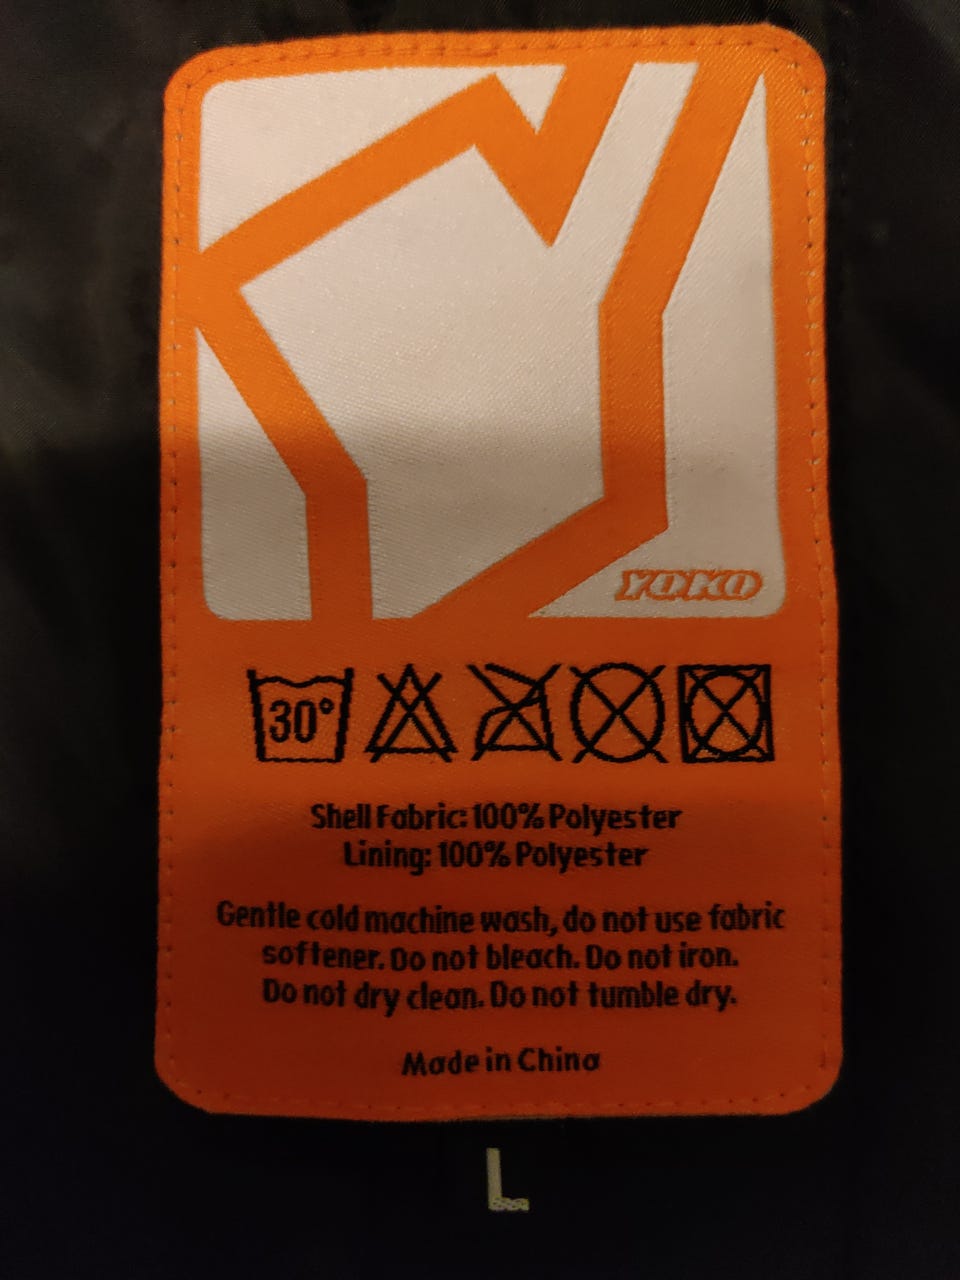 YOKO
30°
Shell Fabric: 100% Polyester
Lining: 100% Polyester
Gentle cold machine wash, do not use fabric
softener. Do not bleach. Do not iron.
Do not dry clean. Do not tumble dry.
Made in China
L